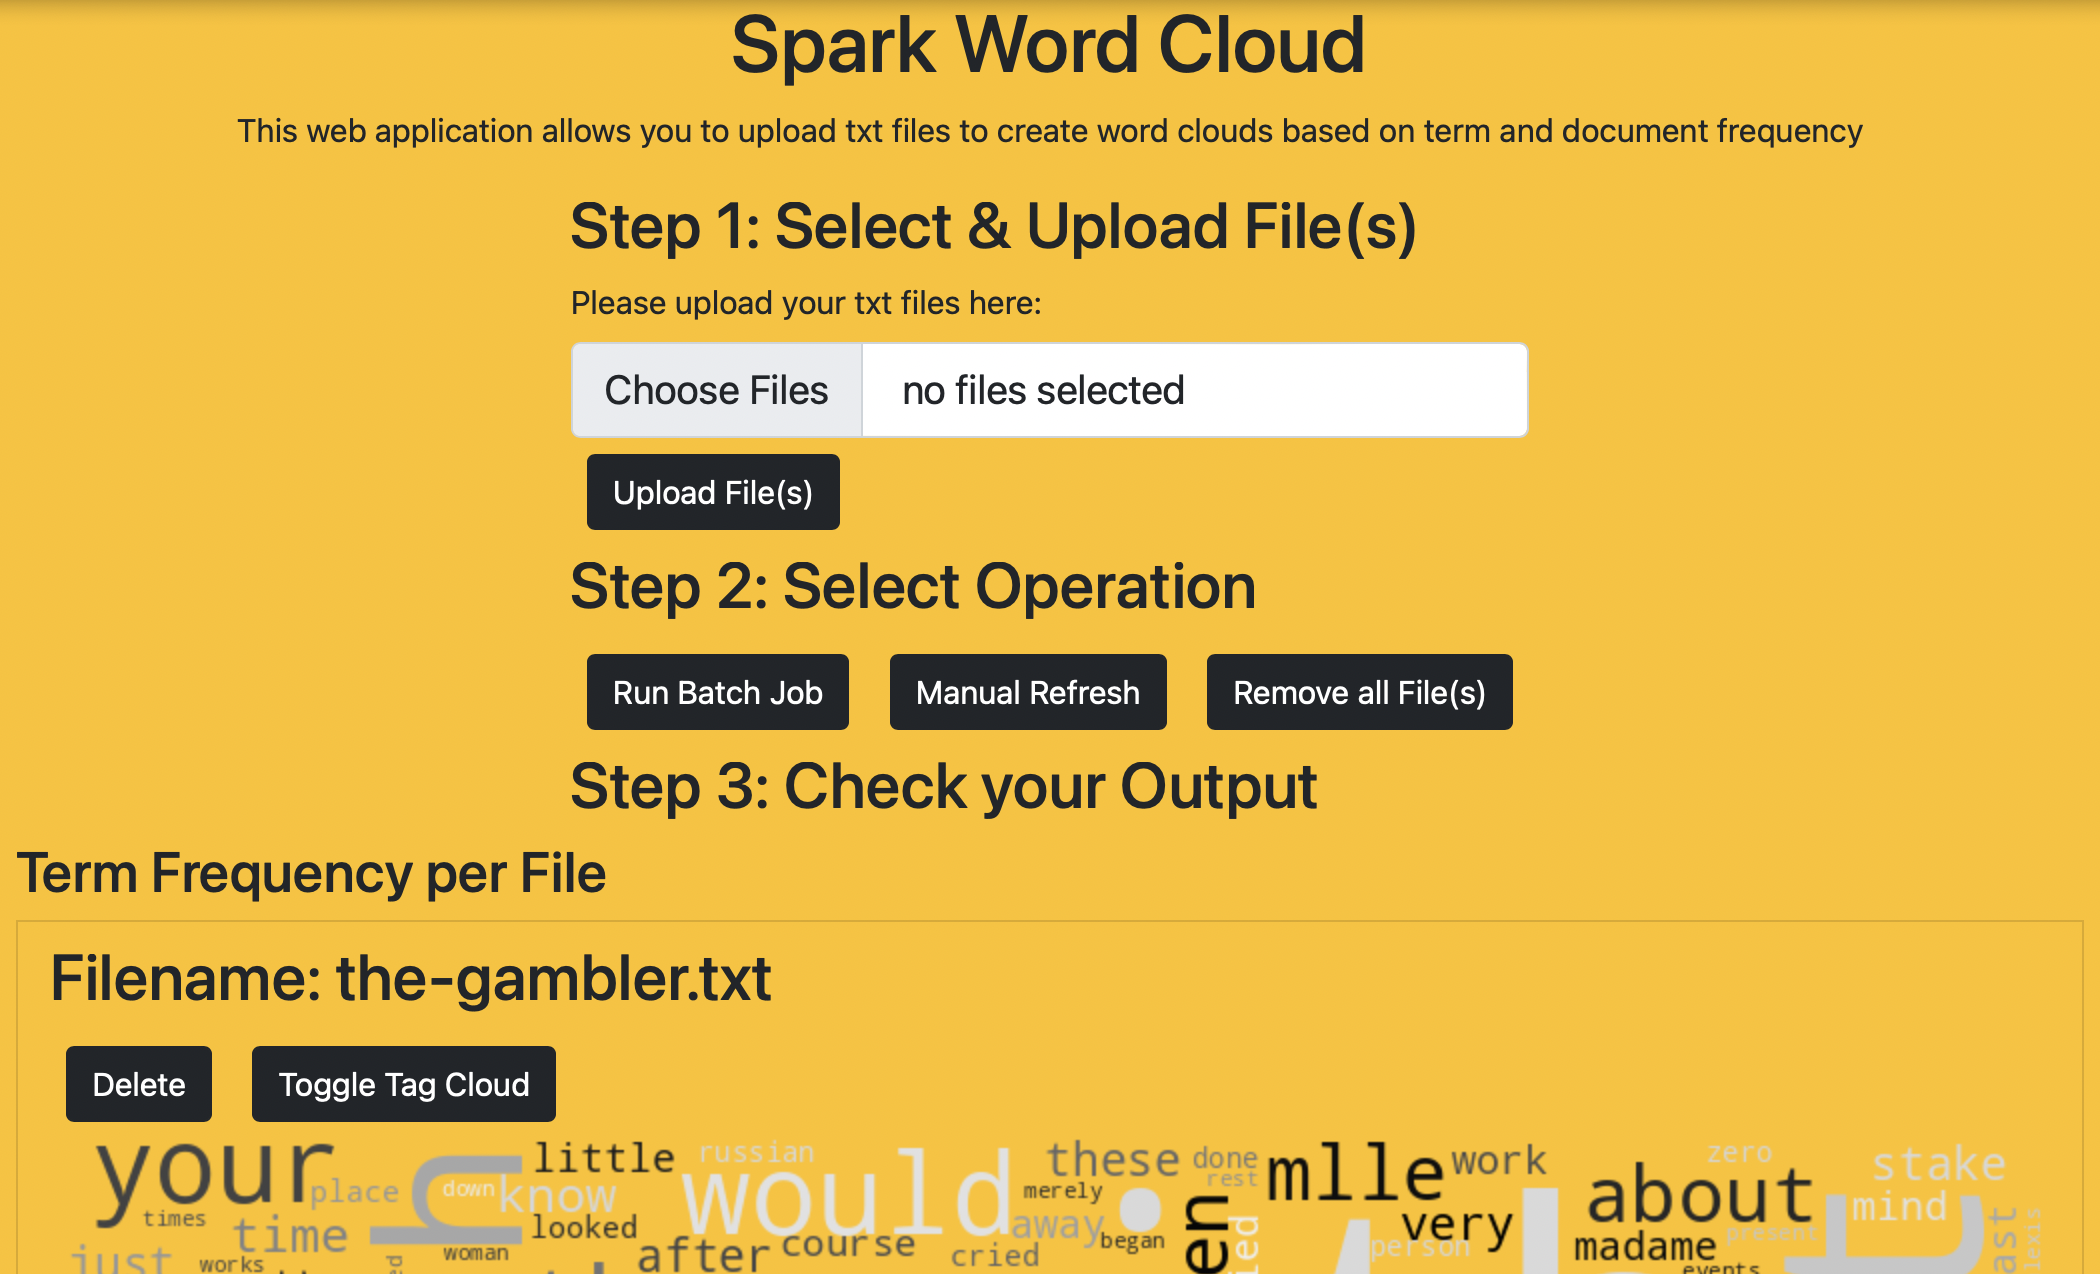 Spark Word Cloud
This web application allows you to upload txt files to create word clouds based on term and document frequency
Step 1: Select & Upload File(s)
Please upload your txt files here:
Choose Files no files selected
Upload File(s)
Step 2: Select Operation
Run Batch Job Manual Refresh Remove all File(s)
Step 3: Check your Output
Term Frequency per File
Filename: the-gambler.txt
Delete Toggle Tag Cloud
your little russian would these done mlle work zero stake
place down know merely rest about mind
times time looked away very present
just works woman after course cried began person madame events